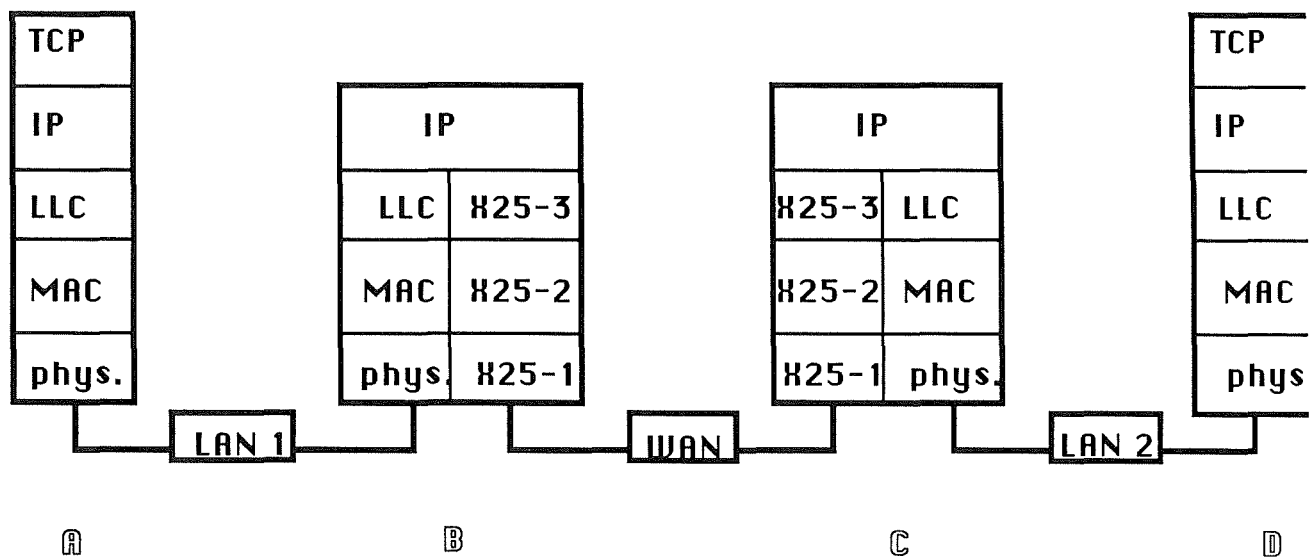 TCP
IP
LLC
MAC
phys.
IP
LLC X25-3
MAC X25-2
phys. X25-1
IP
X25-3 LLC
X25-2 MAC
X25-1 phys.
TCP
IP
LLC
MAC
phys
LAN 1
WAN
LAN 2
A
B
C
D